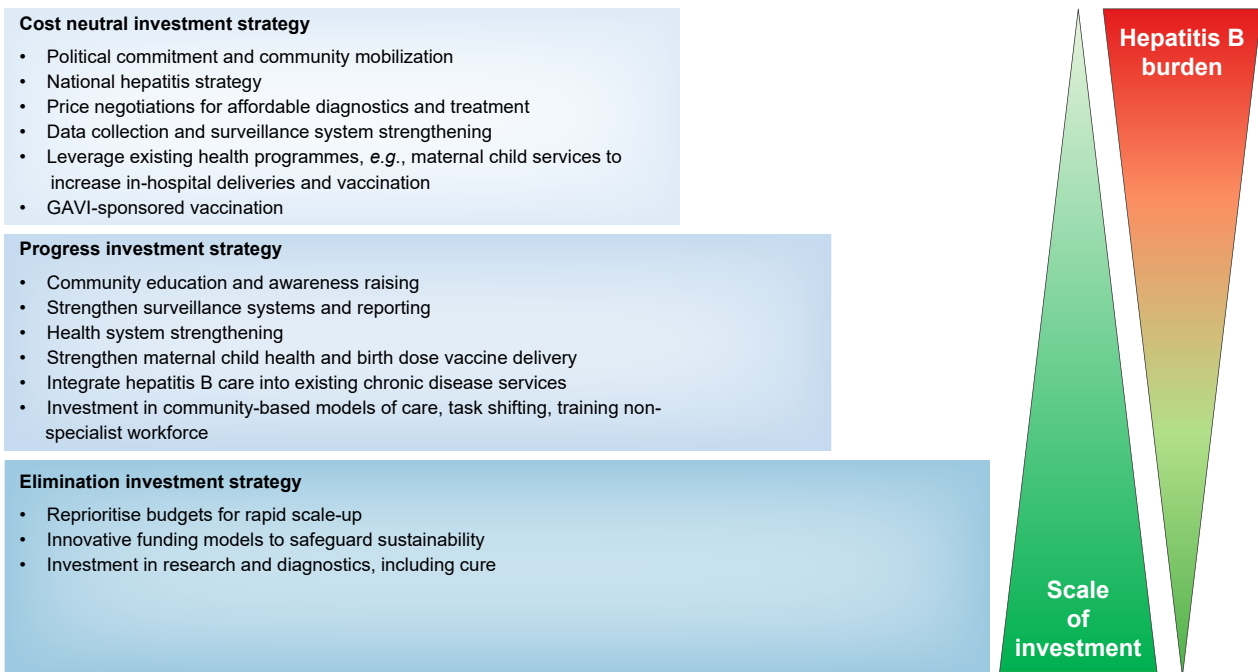 Cost neutral investment strategy
• Political commitment and community mobilization
• National hepatitis strategy
• Price negotiations for affordable diagnostics and treatment
• Data collection and surveillance system strengthening
• Leverage existing health programmes, e.g., maternal child services to
increase in-hospital deliveries and vaccination
• GAVI-sponsored vaccination
Progress investment strategy
• Community education and awareness raising
• Strengthen surveillance systems and reporting
• Health system strengthening
• Strengthen maternal child health and birth dose vaccine delivery
• Integrate hepatitis B care into existing chronic disease services
• Investment in community-based models of care, task shifting, training non-
specialist workforce
Elimination investment strategy
• Reprioritise budgets for rapid scale-up
• Innovative funding models to safeguard sustainability
• Investment in research and diagnostics, including cure
Hepatitis B
burden
Scale
of
investment